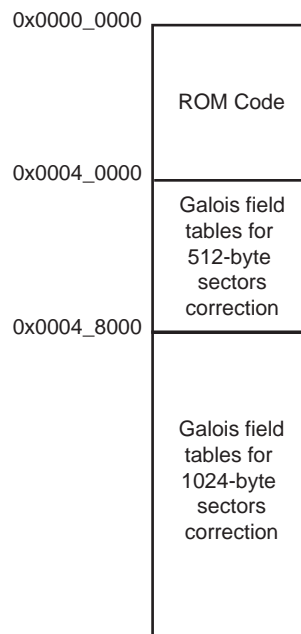 0x0000_0000
ROM Code
0x0004_0000
Galois field
tables for
512-byte
sectors
correction
0x0004_8000
Galois field
tables for
1024-byte
sectors
correction